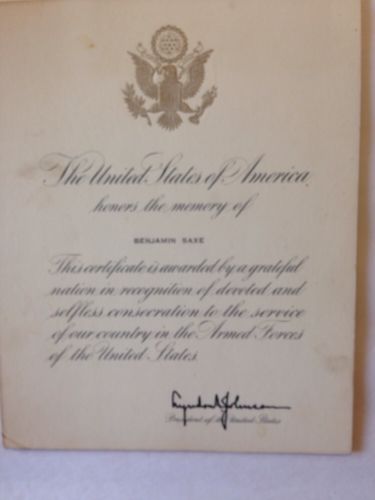 The United States of America
honors the memory of
BENJAMIN SAXE
This certificate is awarded by a grateful
nation in recognition of devoted and
selfless consecration to the service
of our country in the Armed Forces
of the United States.
Lyndon B. Johnson
President of the United States